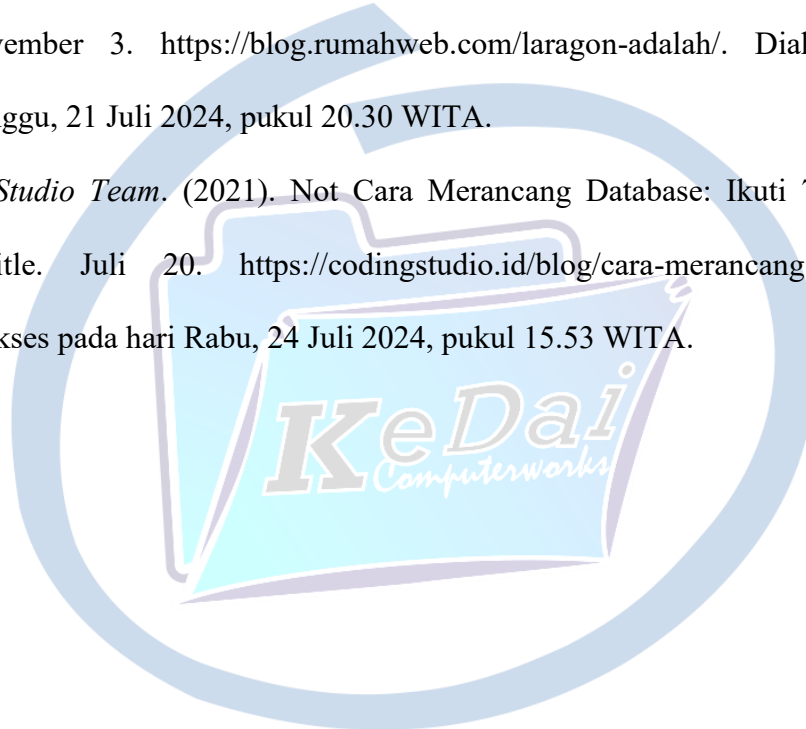 vember 3. https://blog.rumahweb.com/laragon-adalah/. Dial
nggu, 21 Juli 2024, pukul 20.30 WITA.
Studio Team. (2021). Not Cara Merancang Database: Ikuti
itle. Juli 20. https://codingstudio.id/blog/cara-merancang
kses pada hari Rabu, 24 Juli 2024, pukul 15.53 WITA.
KeDai
Computerworks